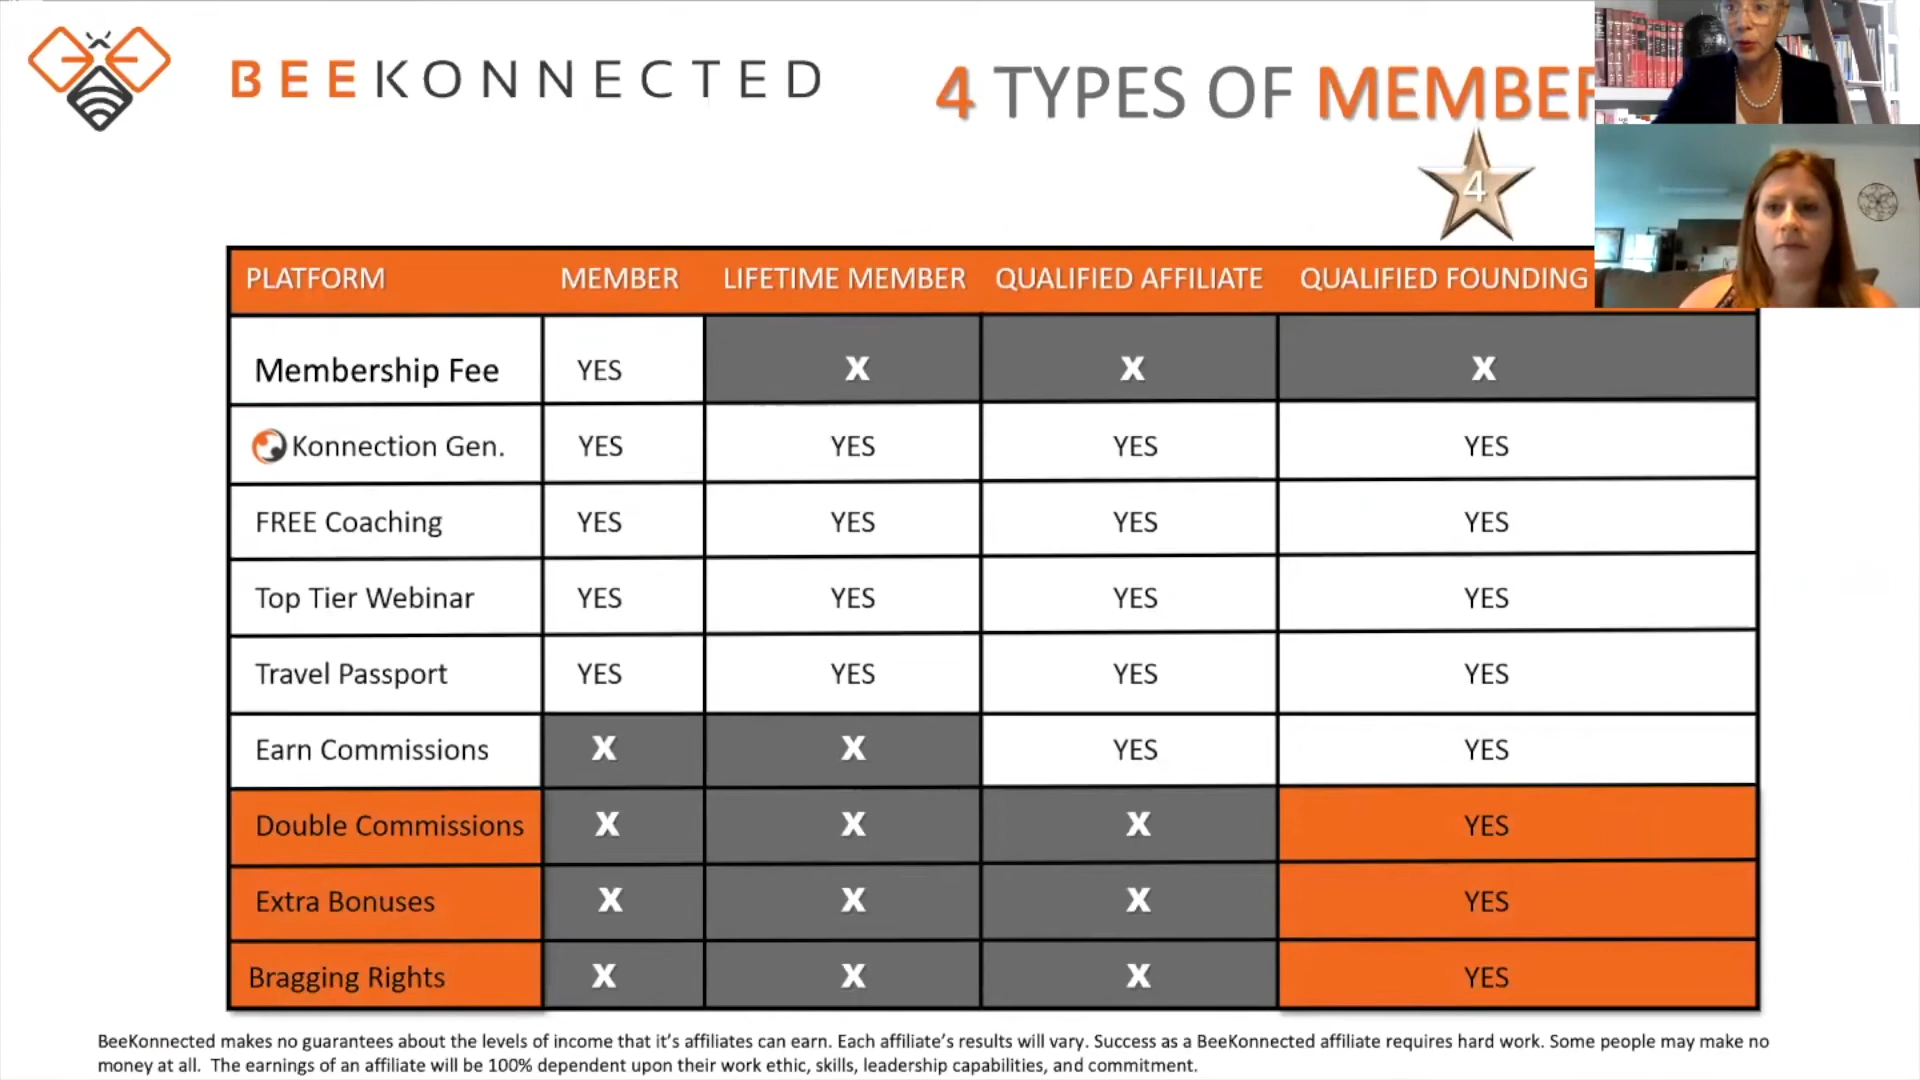 BEEKONNECTED
4 TYPES OF
4
PLATFORM MEMBER LIFETIME MEMBER QUALIFIED AFFILIATE QUALIFIED FOUNDING
Membership Fee YES X X X
Konnection Gen. YES YES YES YES
FREE Coaching YES YES YES YES
Top Tier Webinar YES YES YES YES
Travel Passport YES YES YES YES
Earn Commissions X X YES YES
Double Commissions X X X YES
Extra Bonuses X X X YES
Bragging Rights X X X YES
BeeKonnected makes no guarantees about the levels of income that it's affiliates can earn. Each affiliate's results will vary. Success as a BeeKonnected affiliate requires hard work. Some people may make no
money at all. The earnings of an affiliate will be 100% dependent upon their work ethic, skills, leadership capabilities, and commitment.